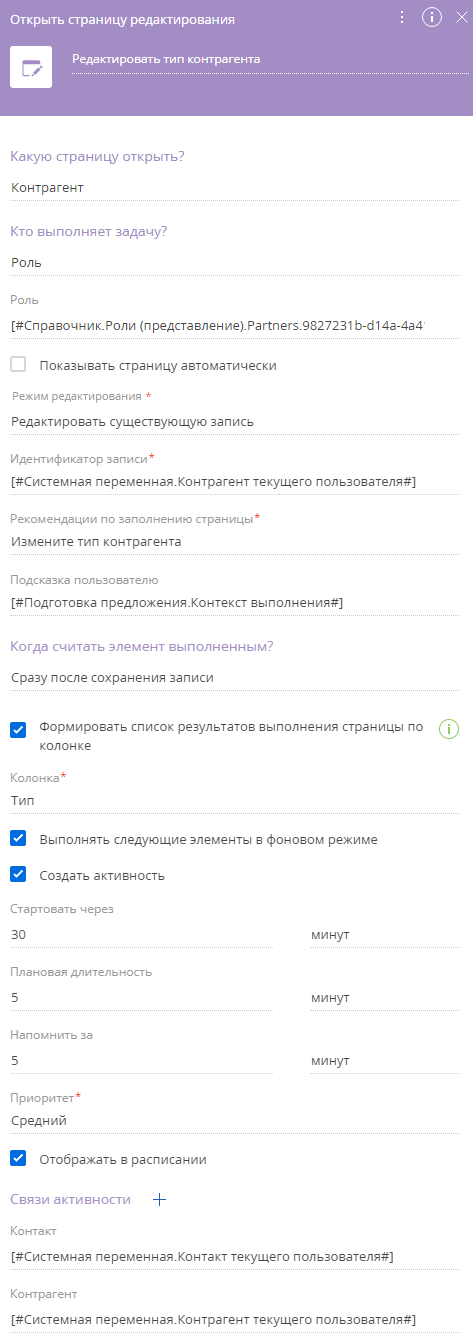 Открыть страницу редактирования
Редактировать тип контрагента
Какую страницу открыть?
Контрагент
Кто выполняет задачу?
Роль
Роль
[#Справочник.Роли (представление).Partners.9827231b-d14a-4a4
Показывать страницу автоматически
Режим редактирования *
Редактировать существующую запись
Идентификатор записи*
[#Системная переменная.Контрагент текущего пользователя#]
Рекомендации по заполнению страницы*
Измените тип контрагента
Подсказка пользователю
[#Подготовка предложения.Контекст выполнения#]
Когда считать элемент выполненным?
Сразу после сохранения записи
Формировать список результатов выполнения страницы по
колонке
Колонка*
Тип
Выполнять следующие элементы в фоновом режиме
Создать активность
Стартовать через
30 минут
Плановая длительность
5 минут
Напомнить за
5 минут
Приоритет*
Средний
Отображать в расписании
Связи активности
Контакт
[#Системная переменная.Контакт текущего пользователя#]
Контрагент
[#Системная переменная.Контрагент текущего пользователя#]